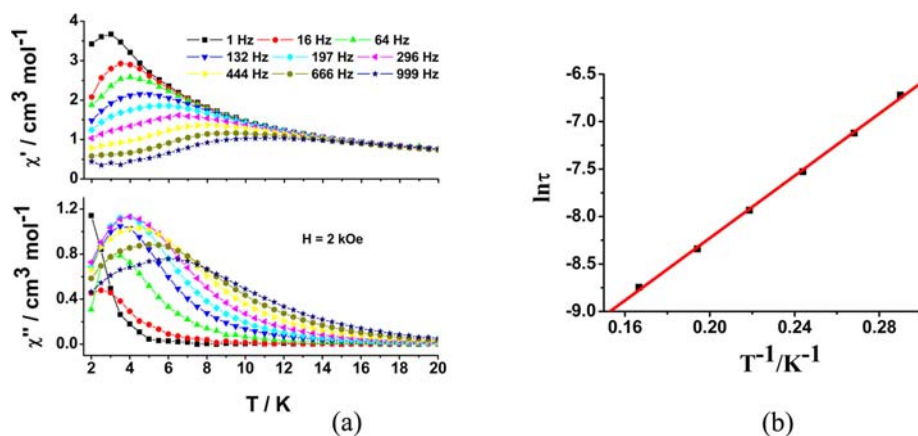 4
3
2
1
0
χ' / cm³ mol⁻¹
1 Hz 16 Hz 64 Hz
132 Hz 197 Hz 296 Hz
444 Hz 666 Hz 999 Hz
1.2
0.8
0.4
0.0
χ'' / cm³ mol⁻¹
H = 2 kOe
2 4 6 8 10 12 14 16 18 20
T / K
(a)
-6.5
-7.0
-7.5
-8.0
-8.5
-9.0
lnτ
0.16 0.20 0.24 0.28
T⁻¹/K⁻¹
(b)